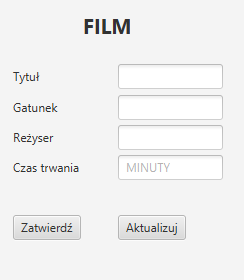 FILM
Tytuł
Gatunek
Reżyser
Czas trwania MINUTY
Zatwierdź Aktualizuj